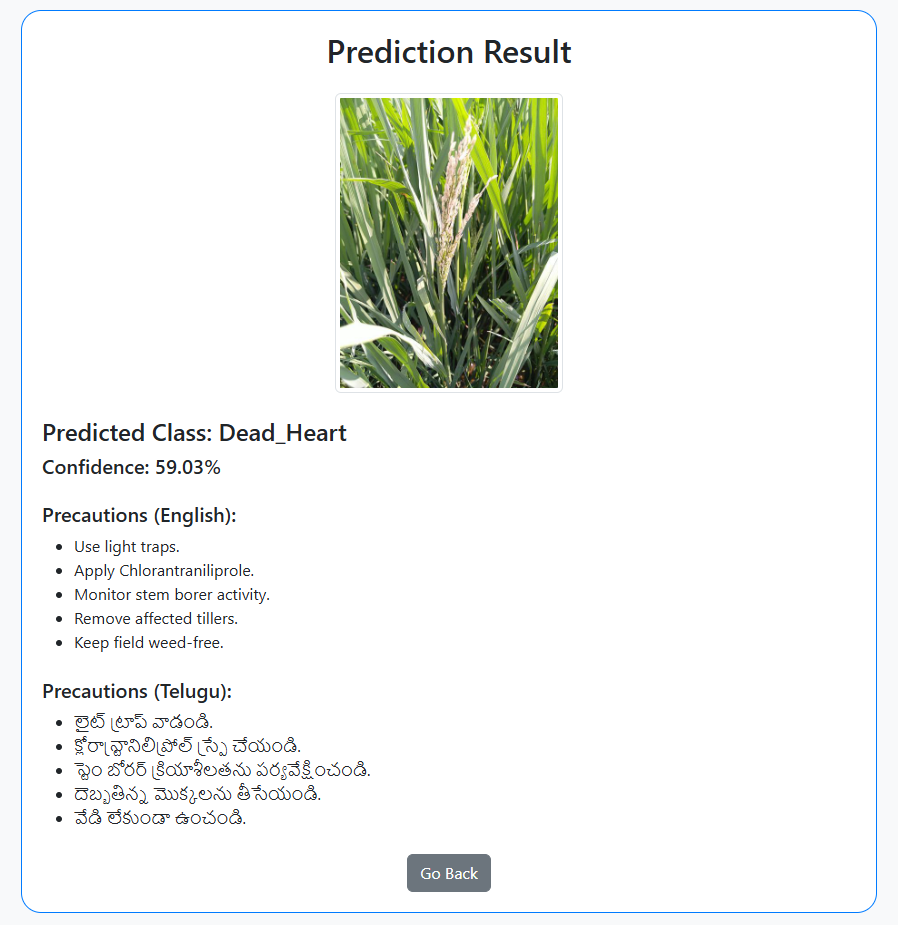 Prediction Result
Predicted Class: Dead_Heart
Confidence: 59.03%
Precautions (English):
Use light traps.
Apply Chlorantraniliprole.
Monitor stem borer activity.
Remove affected tillers.
Keep field weed-free.
Precautions (Telugu):
లైట్ ట్రాప్ వాడండి.
క్లోరాన్ట్రానిలిప్రోల్ స్ప్రే చేయండి.
స్టెం బోరర్ క్రియాశీలతను పర్యవేక్షించండి.
దెబ్బతిన్న మొక్కలను తీసేయండి.
వేడి లేకుండా ఉంచండి.
Go Back